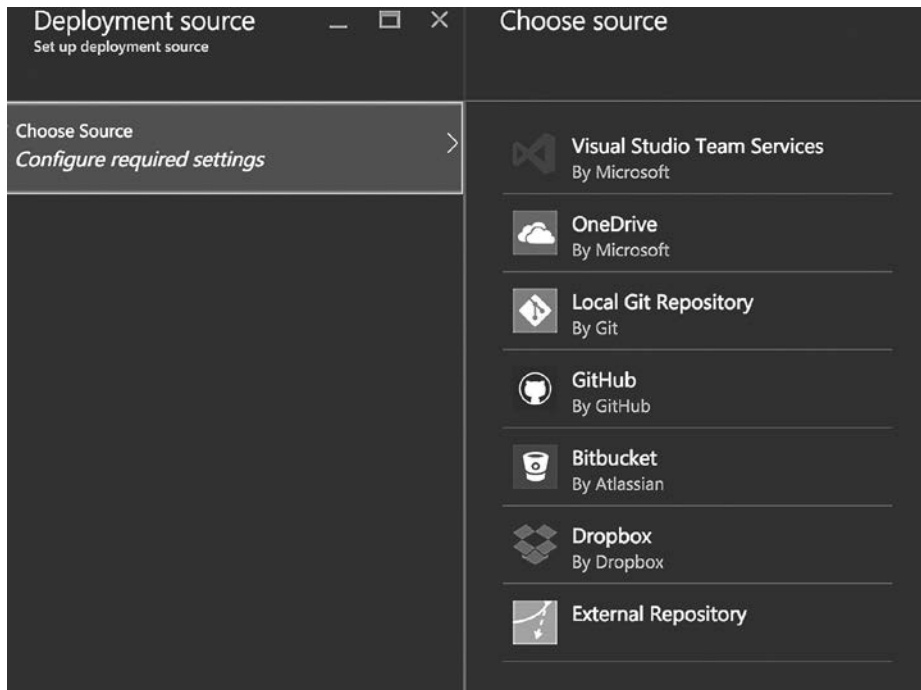 Deployment source
Set up deployment source
Choose Source
Configure required settings
Choose source
Visual Studio Team Services
By Microsoft
OneDrive
By Microsoft
Local Git Repository
By Git
GitHub
By GitHub
Bitbucket
By Atlassian
Dropbox
By Dropbox
External Repository